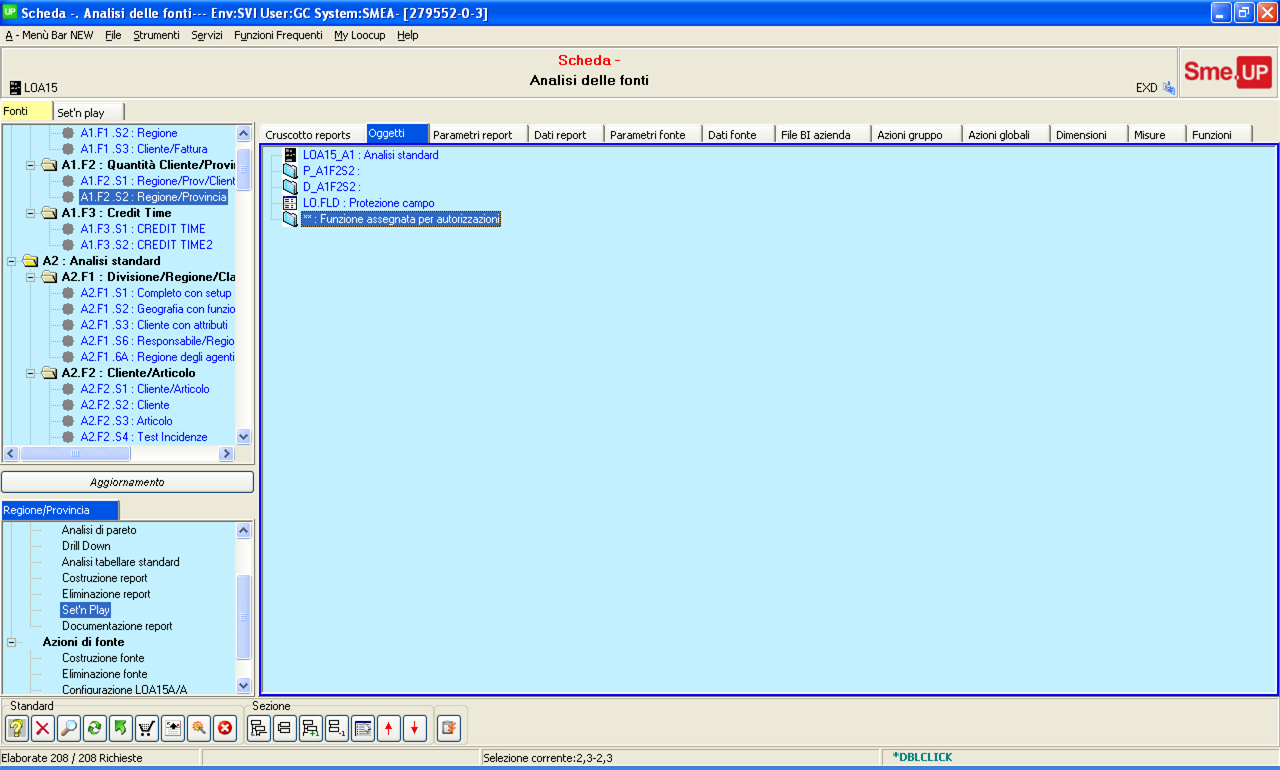 UP Scheda -. Analisi delle fonti--- Env:SVI User:GC System:SMEA- [279552-0-3]
A - Menù Bar NEW File Strumenti Servizi Funzioni Frequenti My Loocup Help
Scheda -
Analisi delle fonti
LOA15
EXD
Sme.UP
Fonti Set'n play
A1.F1 .S2 : Regione
A1.F1 .S3 : Cliente/Fattura
A1.F2 : Quantità Cliente/Provi
A1.F2 .S1 : Regione/Prov/Client
A1.F2 .S2 : Regione/Provincia
A1.F3 : Credit Time
A1.F3 .S1 : CREDIT TIME
A1.F3 .S2 : CREDIT TIME2
A2 : Analisi standard
A2.F1 : Divisione/Regione/Cla
A2.F1 .S1 : Completo con setup
A2.F1 .S2 : Geografia con funzio
A2.F1 .S3 : Cliente con attributi
A2.F1 .S6 : Responsabile/Regio
A2.F1 .6A : Regione degli agenti
A2.F2 : Cliente/Articolo
A2.F2 .S1 : Cliente/Articolo
A2.F2 .S2 : Cliente
A2.F2 .S3 : Articolo
A2.F2 .S4 : Test Incidenze
Aggiornamento
Regione/Provincia
Analisi di pareto
Drill Down
Analisi tabellare standard
Costruzione report
Eliminazione report
Set'n Play
Documentazione report
Azioni di fonte
Costruzione fonte
Eliminazione fonte
Configurazione LOA15A/A
Cruscotto reports Oggetti Parametri report Dati report Parametri fonte Dati fonte File BI azienda Azioni gruppo Azioni globali Dimensioni Misure Funzioni
LOA15_A1 : Analisi standard
P_A1F2S2 :
D_A1F2S2 :
LO.FLD : Protezione campo
** : Funzione assegnata per autorizzazioni
Standard Sezione
Elaborate 208 / 208 Richieste Selezione corrente:2,3-2,3 *DBLCLICK